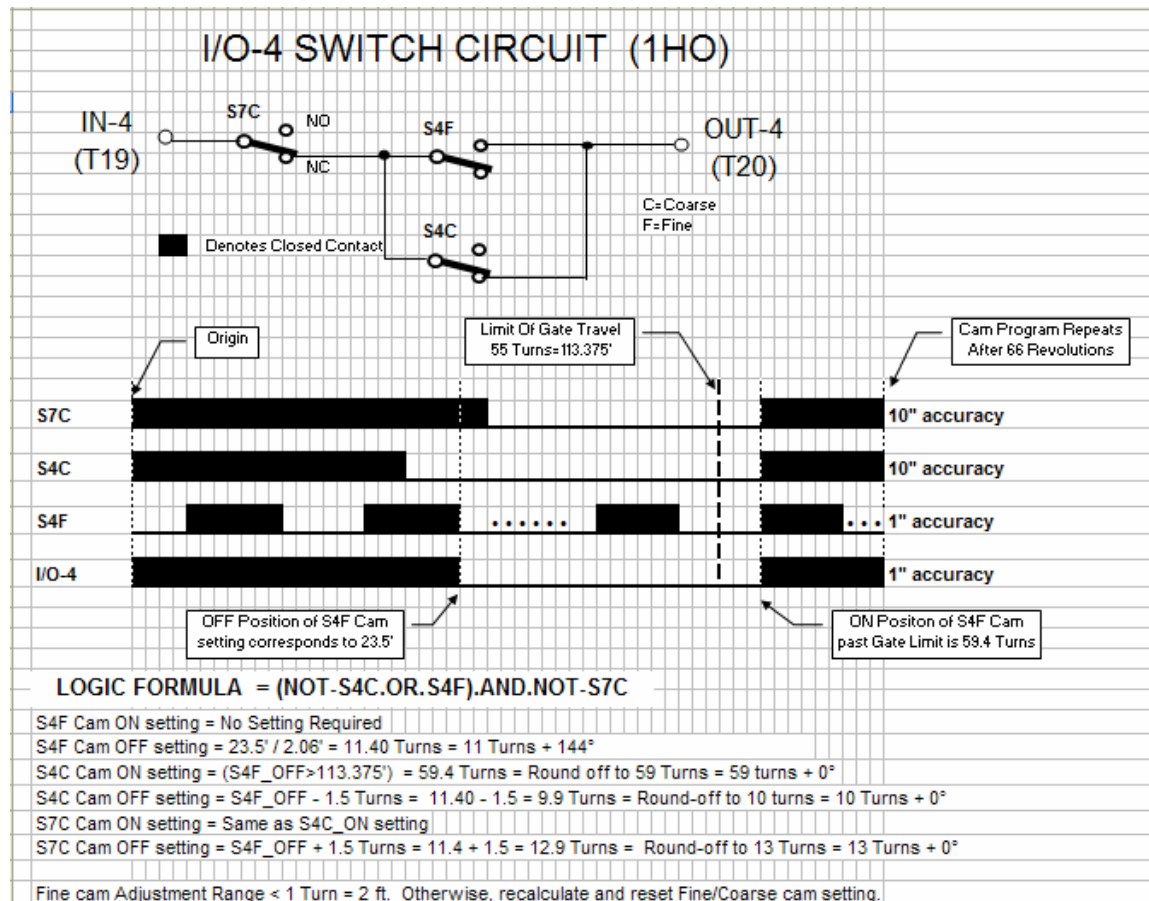 I/O-4 SWITCH CIRCUIT (1HO)
S7C
NO
IN-4
(T19)
NC
S4F
OUT-4
(T20)
C=Coarse
F=Fine
S4C
Denotes Closed Contact
Origin
Limit Of Gate Travel
55 Turns=113.375'
Cam Program Repeats
After 66 Revolutions
S7C
10" accuracy
S4C
10" accuracy
S4F
1" accuracy
I/O-4
1" accuracy
OFF Position of S4F Cam
setting corresponds to 23.5'
ON Positon of S4F Cam
past Gate Limit is 59.4 Turns
LOGIC FORMULA = (NOT-S4C.OR.S4F).AND.NOT-S7C
S4F Cam ON setting = No Setting Required
S4F Cam OFF setting = 23.5' / 2.06' = 11.40 Turns = 11 Turns + 144°
S4C Cam ON setting = (S4F_OFF>113.375') = 59.4 Turns = Round off to 59 Turns = 59 turns + 0°
S4C Cam OFF setting = S4F_OFF - 1.5 Turns = 11.40 - 1.5 = 9.9 Turns = Round-off to 10 turns = 10 Turns + 0°
S7C Cam ON setting = Same as S4C_ON setting
S7C Cam OFF setting = S4F_OFF + 1.5 Turns = 11.4 + 1.5 = 12.9 Turns = Round-off to 13 Turns = 13 Turns + 0°
Fine cam Adjustment Range < 1 Turn = 2 ft. Otherwise, recalculate and reset Fine/Coarse cam setting.